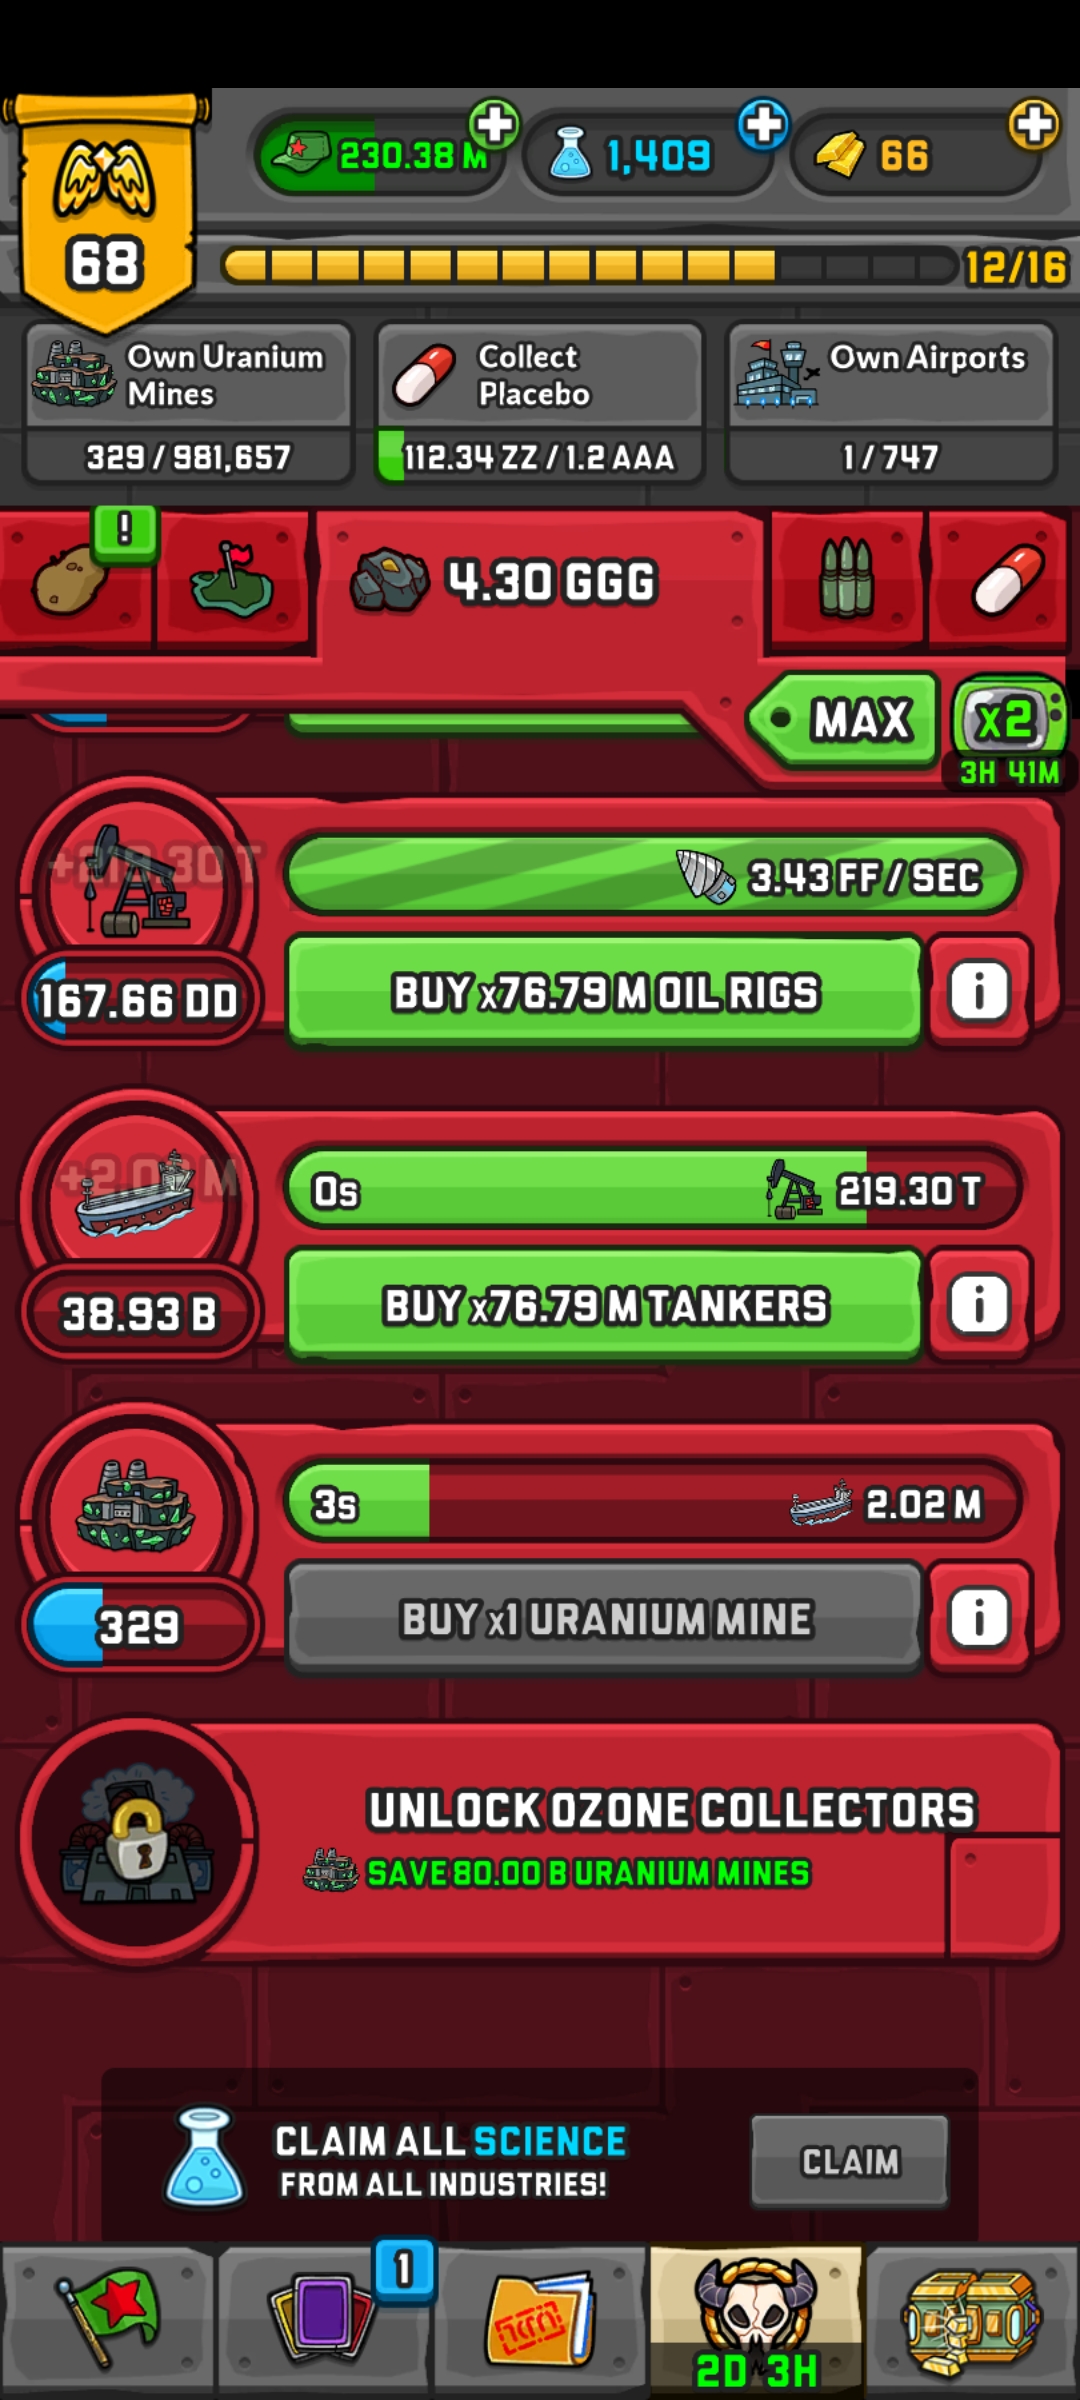 230.38 M
1,409
66
68
12/16
Own Uranium
Mines
329 / 981,657
Collect
Placebo
112.34 ZZ / 1.2 AAA
Own Airports
1 / 747
!
4.30 GGG
MAX
x2
3H 41M
+219.30 T
3.43 FF / SEC
167.66 DD
BUY x76.79 M OIL RIGS
i
+2.02 M
0s
219.30 T
38.93 B
BUY x76.79 M TANKERS
i
3s
2.02 M
329
BUY x1 URANIUM MINE
i
UNLOCK OZONE COLLECTORS
SAVE 80.00 B URANIUM MINES
CLAIM ALL SCIENCE
FROM ALL INDUSTRIES!
CLAIM
1
2D 3H